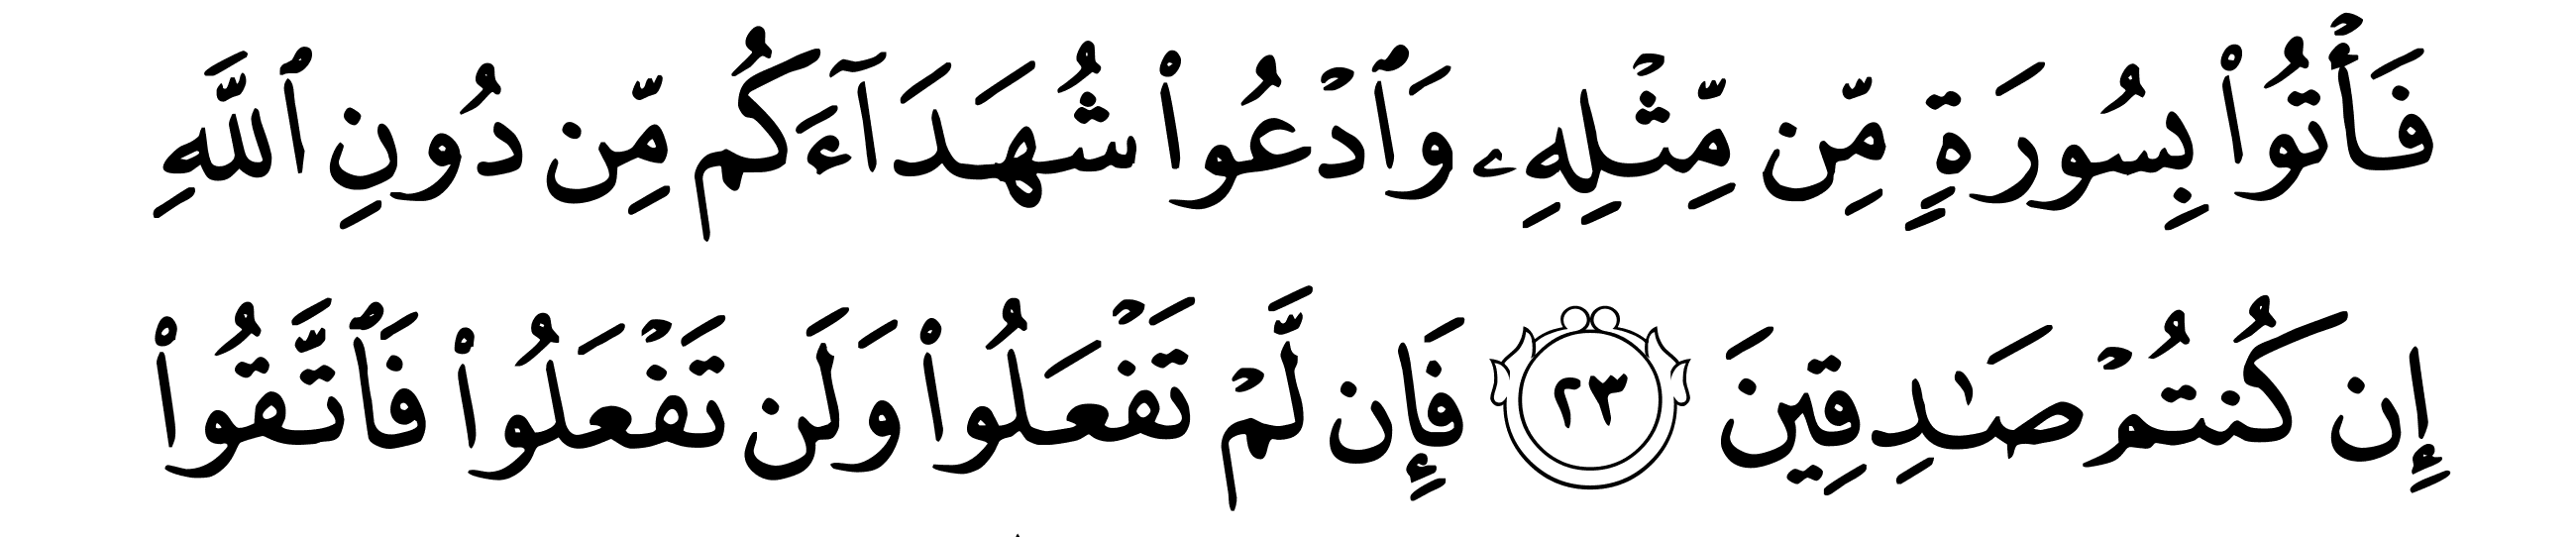 فَأۡتُواْ بِسُورَةٖ مِّن مِّثۡلِهِۦ وَٱدۡعُواْ شُهَدَآءَكُم مِّن دُونِ ٱللَّهِ
إِن كُنتُمۡ صَٰدِقِينَ ٢٣ فَإِن لَّمۡ تَفۡعَلُواْ وَلَن تَفۡعَلُواْ فَٱتَّقُواْ